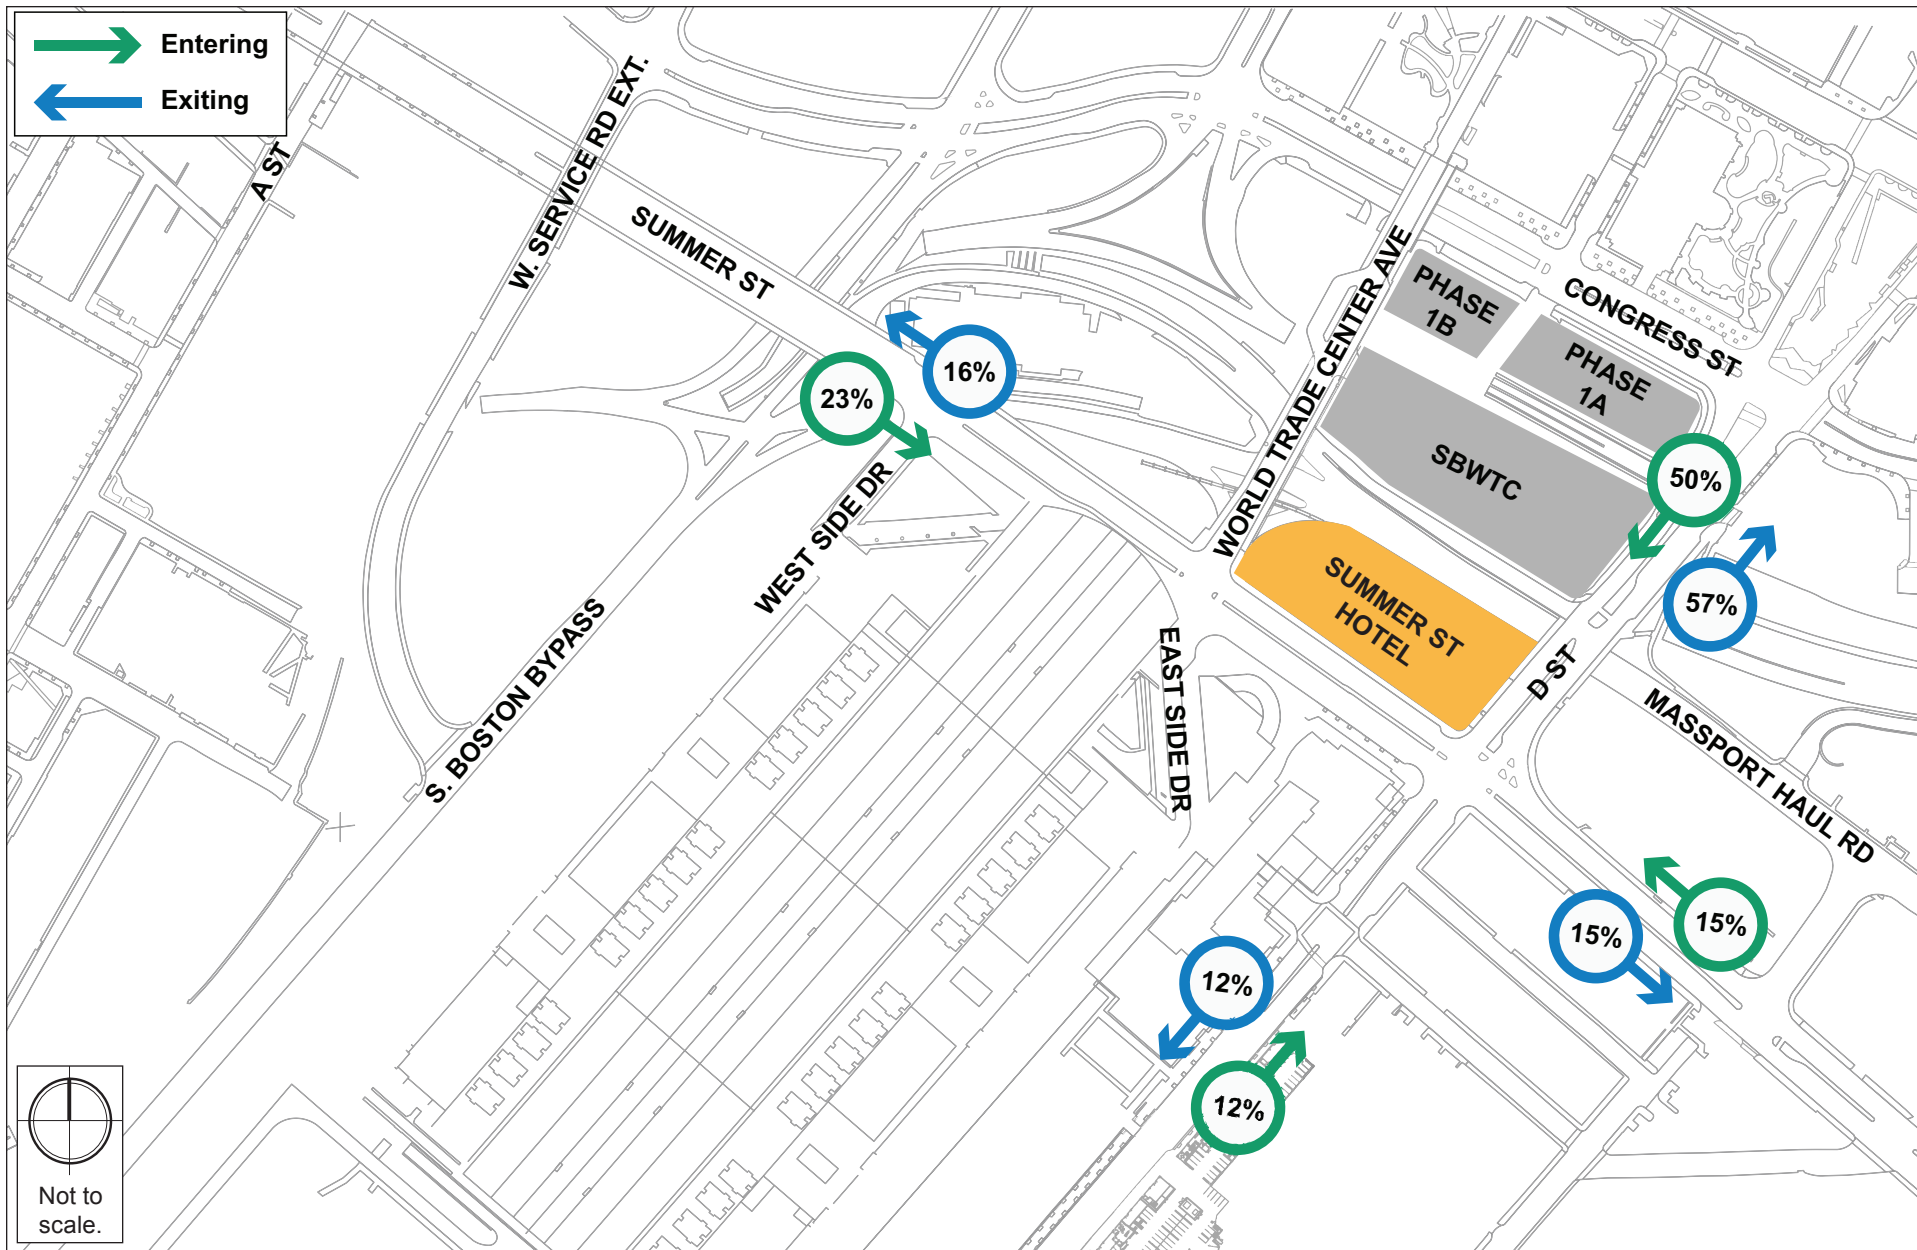 Entering
Exiting
A ST
W. SERVICE RD EXT.
SUMMER ST
WORLD TRADE CENTER AVE
PHASE
1B
CONGRESS ST
PHASE
1A
SBWTC
16%
23%
50%
57%
WEST SIDE DR
S. BOSTON BYPASS
SUMMER ST
HOTEL
EAST SIDE DR
D ST
MASSPORT HAUL RD
15%
15%
12%
12%
Not to
scale.